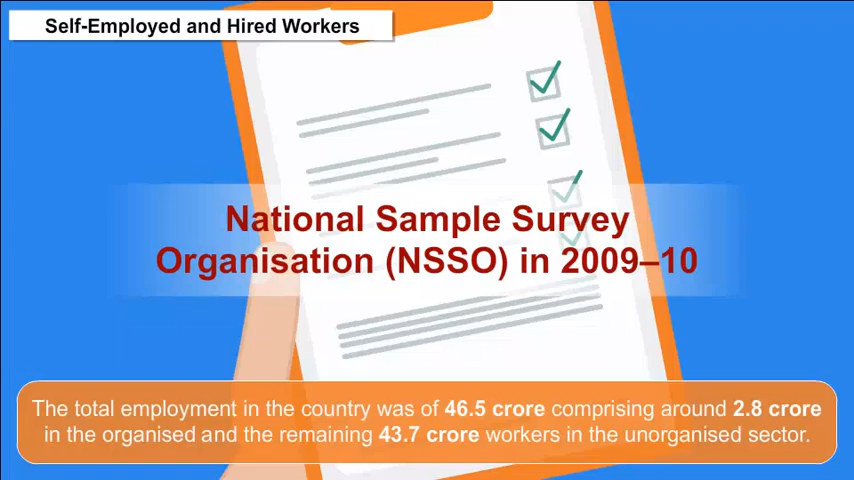 Self-Employed and Hired Workers
National Sample Survey
Organisation (NSSO) in 2009–10
The total employment in the country was of 46.5 crore comprising around 2.8 crore
in the organised and the remaining 43.7 crore workers in the unorganised sector.